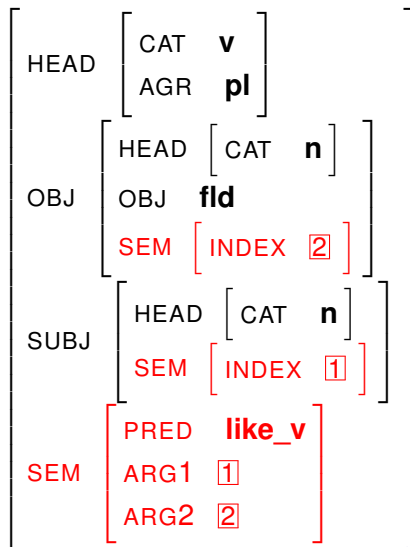 CAT v
HEAD
AGR pl
HEAD [ CAT n ]
OBJ OBJ fld
SEM [ INDEX 2 ]
HEAD [ CAT n ]
SUBJ
SEM [ INDEX 1 ]
PRED like_v
SEM ARG1 1
ARG2 2